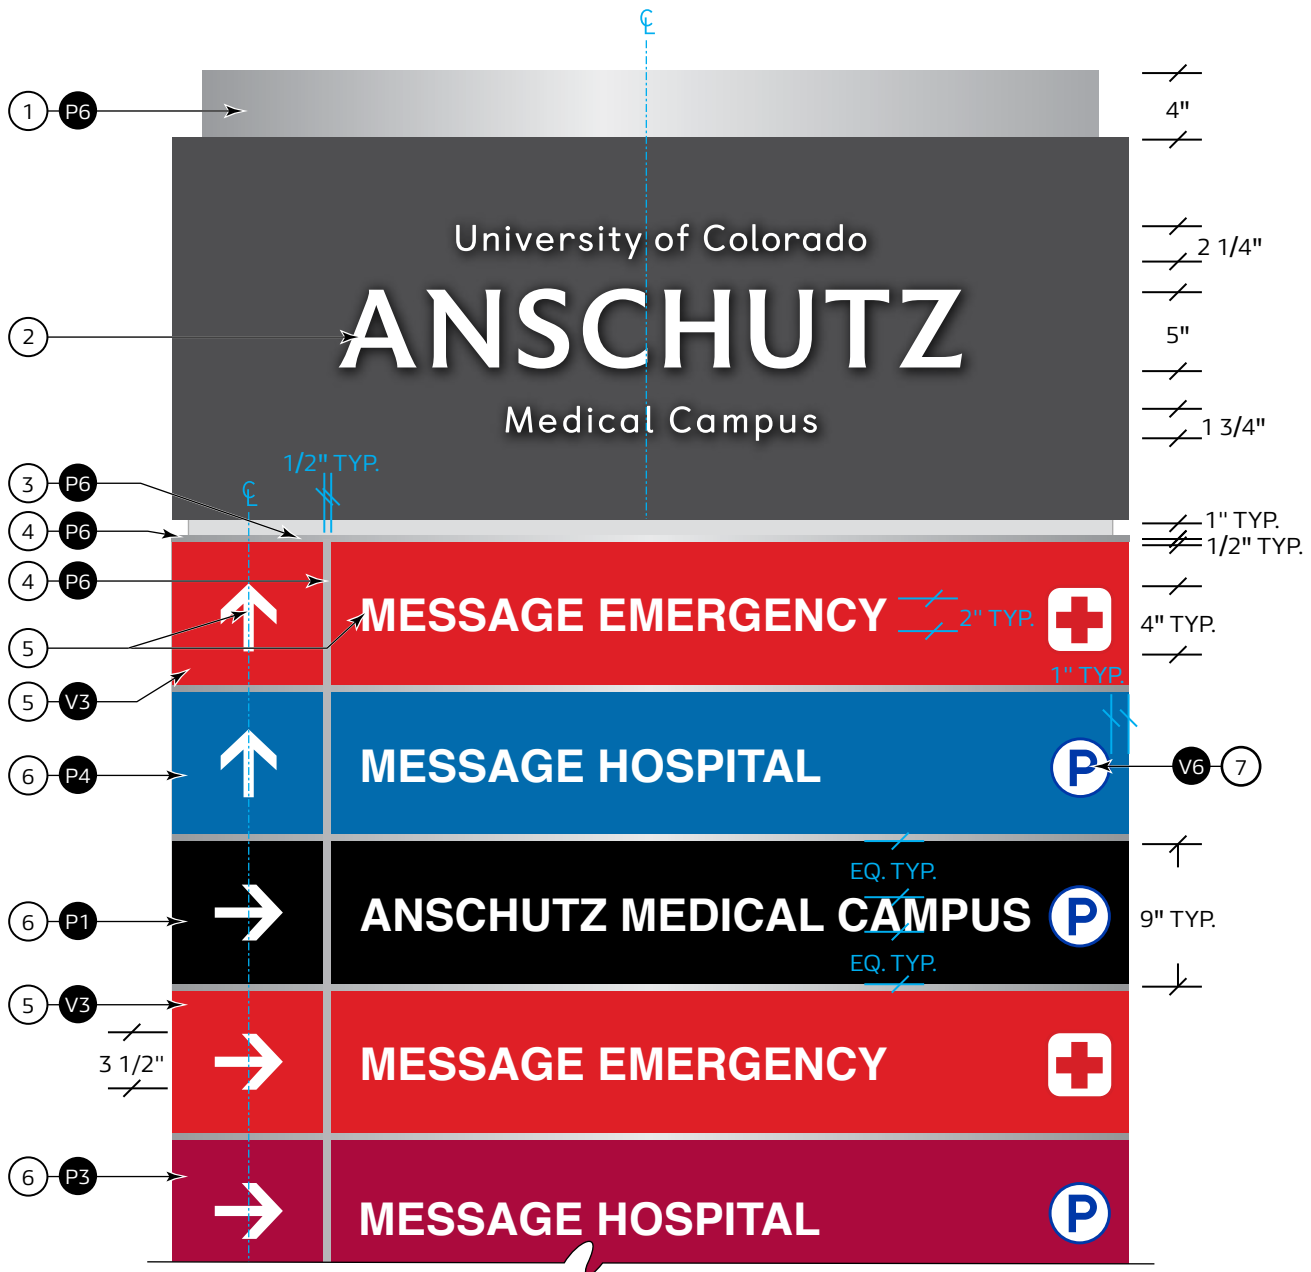 ℄
1 P6
4"
University of Colorado
2 1/4"
ANSCHUTZ
2
5"
Medical Campus
1 3/4"
1/2" TYP.
3 P6
℄
4 P6
1" TYP.
1/2" TYP.
4 P6
MESSAGE EMERGENCY
2" TYP.
4" TYP.
5
1" TYP.
5 V3
MESSAGE HOSPITAL
P
V6 7
6 P4
EQ. TYP.
ANSCHUTZ MEDICAL CAMPUS
P
9" TYP.
6 P1
EQ. TYP.
5 V3
3 1/2"
MESSAGE EMERGENCY
6 P3
MESSAGE HOSPITAL
P